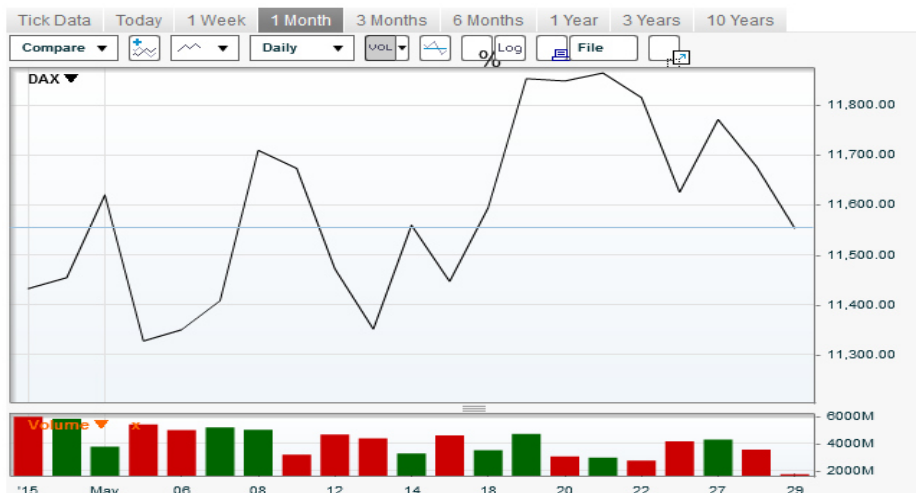 Tick Data Today 1 Week 1 Month 3 Months 6 Months 1 Year 3 Years 10 Years
Compare Daily VOL % Log File
DAX
11,800.00
11,700.00
11,600.00
11,500.00
11,400.00
11,300.00
Volume x
6000M
4000M
2000M
'15 May 06 08 12 14 18 20 22 27 29